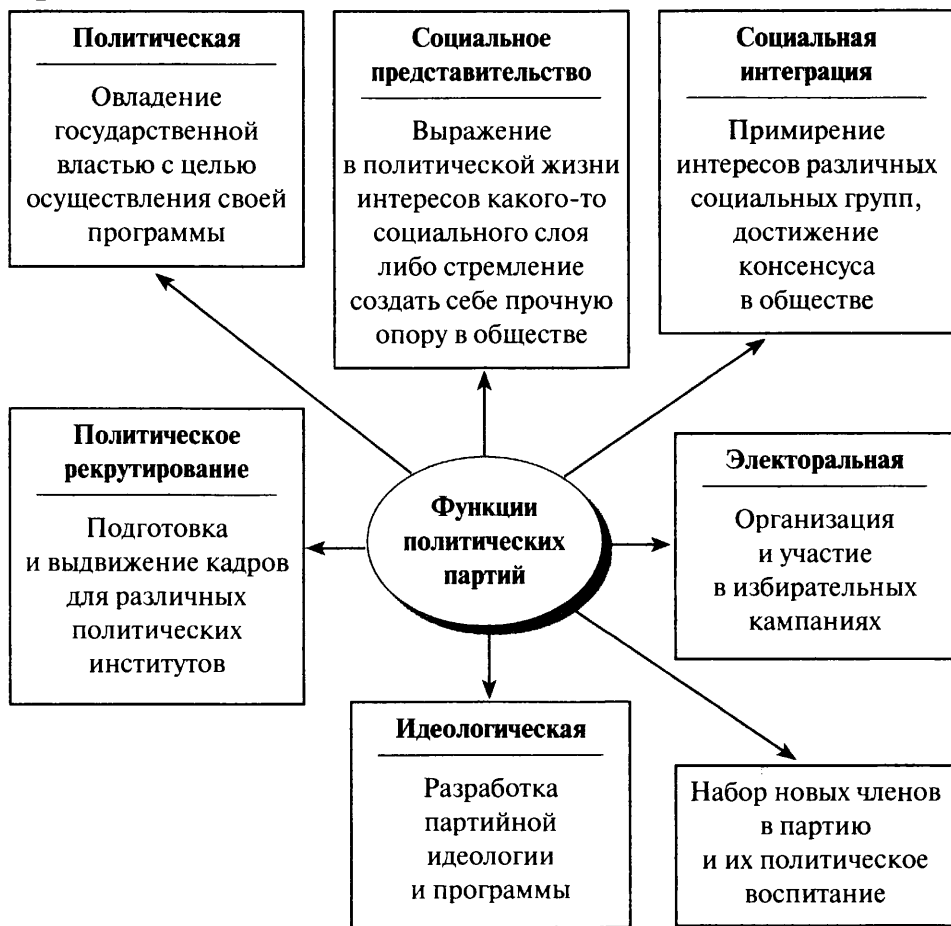 Политическая
Овладение
государственной
властью с целью
осуществления своей
программы
Социальное
представительство
Выражение
в политической жизни
интересов какого-то
социального слоя
либо стремление
создать себе прочную
опору в обществе
Социальная
интеграция
Примирение
интересов различных
социальных групп,
достижение
консенсуса
в обществе
Политическое
рекрутирование
Подготовка
и выдвижение кадров
для различных
политических
институтов
Функции
политических
партий
Электоральная
Организация
и участие
в избирательных
кампаниях
Идеологическая
Разработка
партийной
идеологии
и программы
Набор новых членов
в партию
и их политическое
воспитание